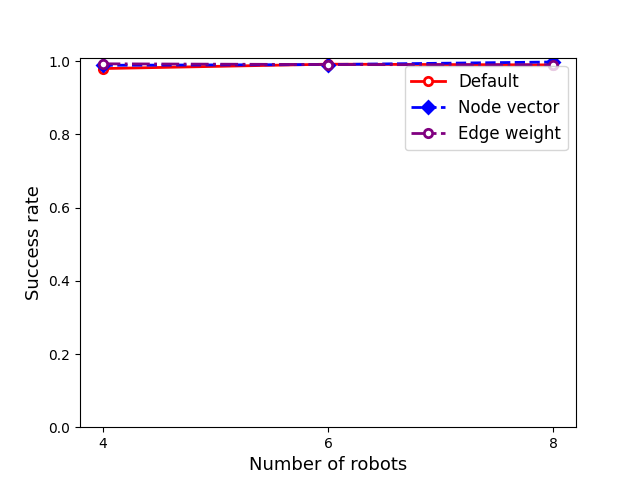 1.0
0.8
0.6
0.4
0.2
0.0
Success rate
Default
Node vector
Edge weight
4 6 8
Number of robots